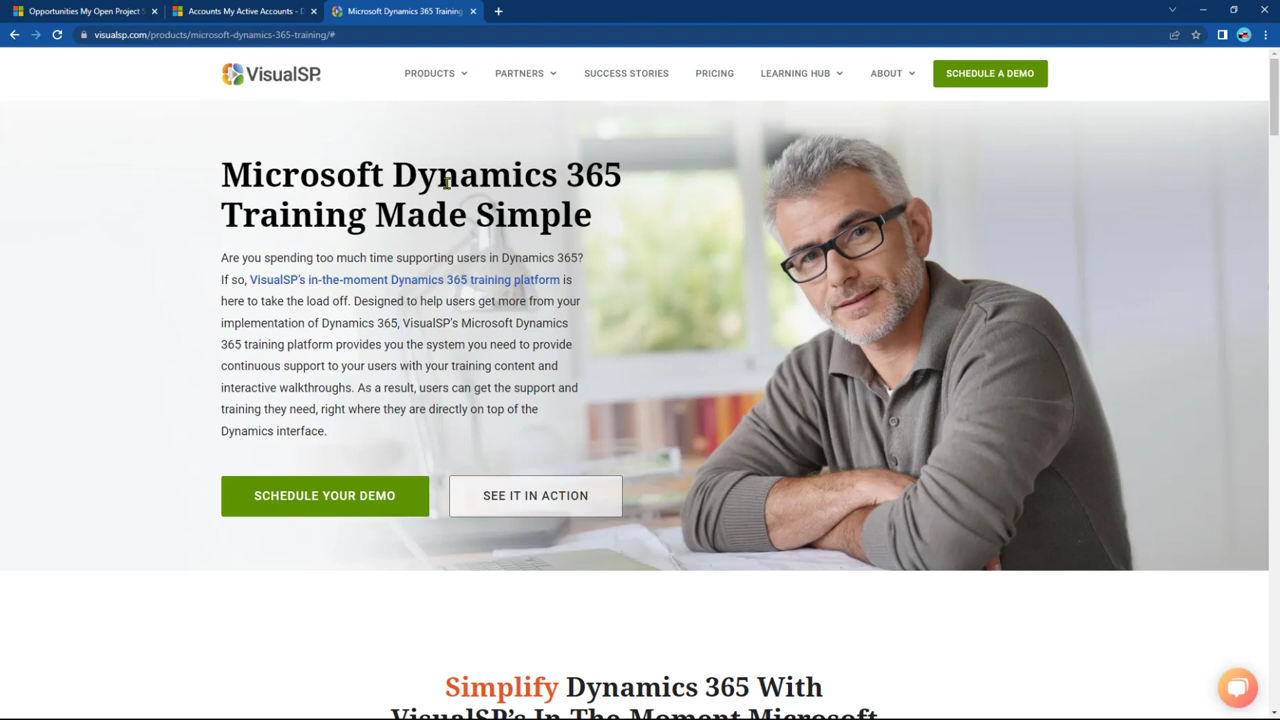 Opportunities My Open Project S
Accounts My Active Accounts - D
Microsoft Dynamics 365 Training
visualsp.com/products/microsoft-dynamics-365-training/#
VisualSP
PRODUCTS
PARTNERS
SUCCESS STORIES
PRICING
LEARNING HUB
ABOUT
SCHEDULE A DEMO
Microsoft Dynamics 365
Training Made Simple
Are you spending too much time supporting users in Dynamics 365?
If so, VisualSP's in-the-moment Dynamics 365 training platform is
here to take the load off. Designed to help users get more from your
implementation of Dynamics 365, VisualSP's Microsoft Dynamics
365 training platform provides you the system you need to provide
continuous support to your users with your training content and
interactive walkthroughs. As a result, users can get the support and
training they need, right where they are directly on top of the
Dynamics interface.
SCHEDULE YOUR DEMO
SEE IT IN ACTION
Simplify Dynamics 365 With
VisualSP's In The Moment Microsoft